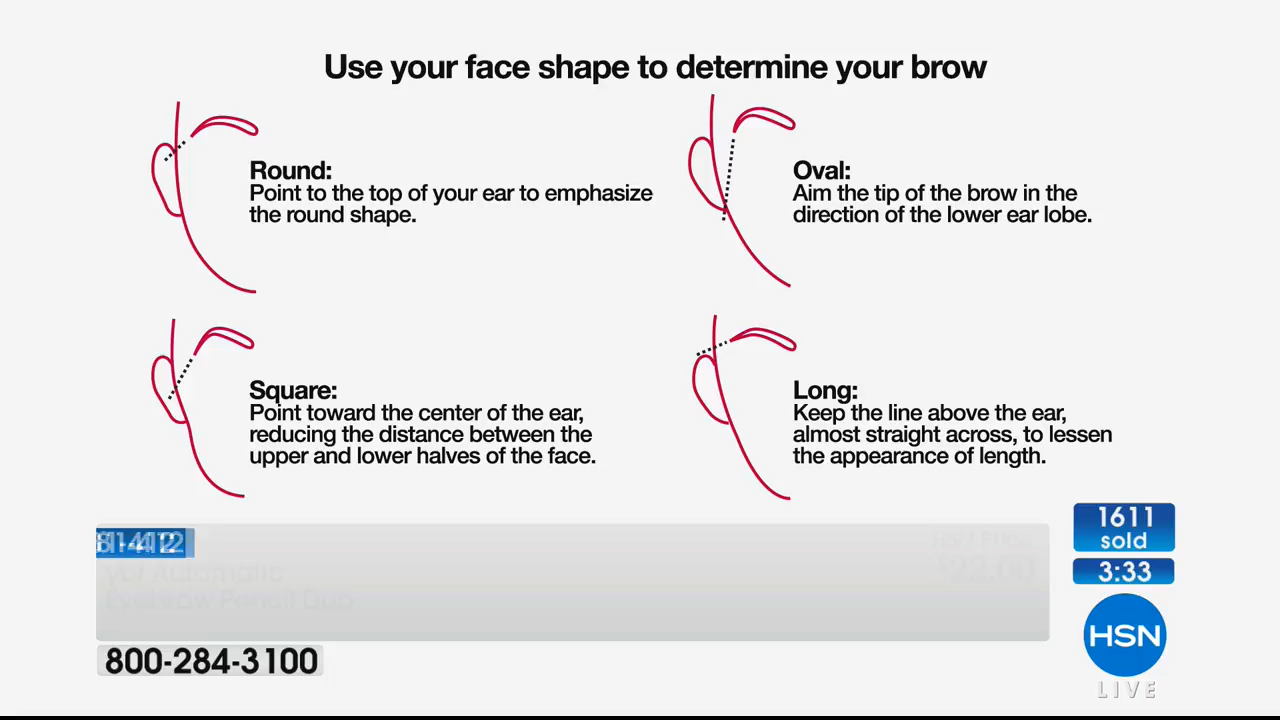 Use your face shape to determine your brow
Round:
Point to the top of your ear to emphasize
the round shape.
Oval:
Aim the tip of the brow in the
direction of the lower ear lobe.
Square:
Point toward the center of the ear,
reducing the distance between the
upper and lower halves of the face.
Long:
Keep the line above the ear,
almost straight across, to lessen
the appearance of length.
1611
sold
3:33
Automatic
Eyebrow Pencil Duo
HSN
LIVE
800-284-3100